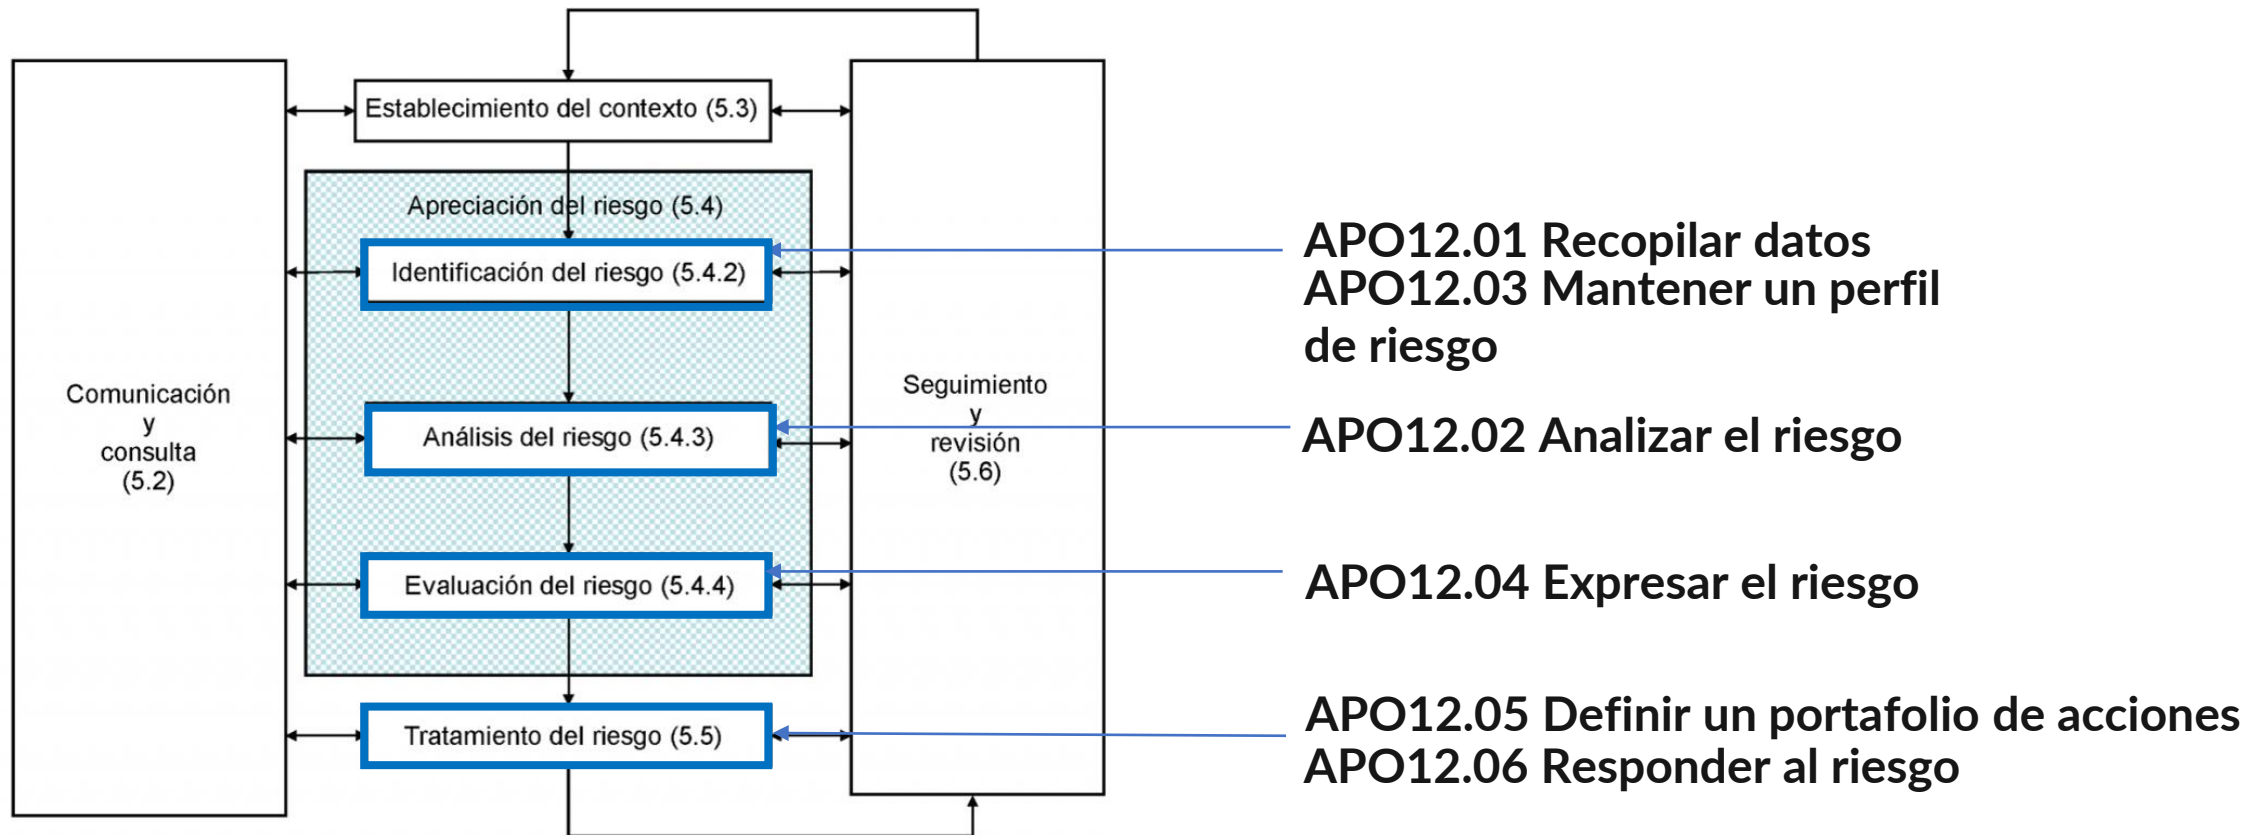 Establecimiento del contexto (5.3)
Apreciación del riesgo (5.4)
Identificación del riesgo (5.4.2)
Análisis del riesgo (5.4.3)
Evaluación del riesgo (5.4.4)
Tratamiento del riesgo (5.5)
Comunicación
y
consulta
(5.2)
Seguimiento
y
revisión
(5.6)
APO12.01 Recopilar datos
APO12.03 Mantener un perfil
de riesgo
APO12.02 Analizar el riesgo
APO12.04 Expresar el riesgo
APO12.05 Definir un portafolio de acciones
APO12.06 Responder al riesgo